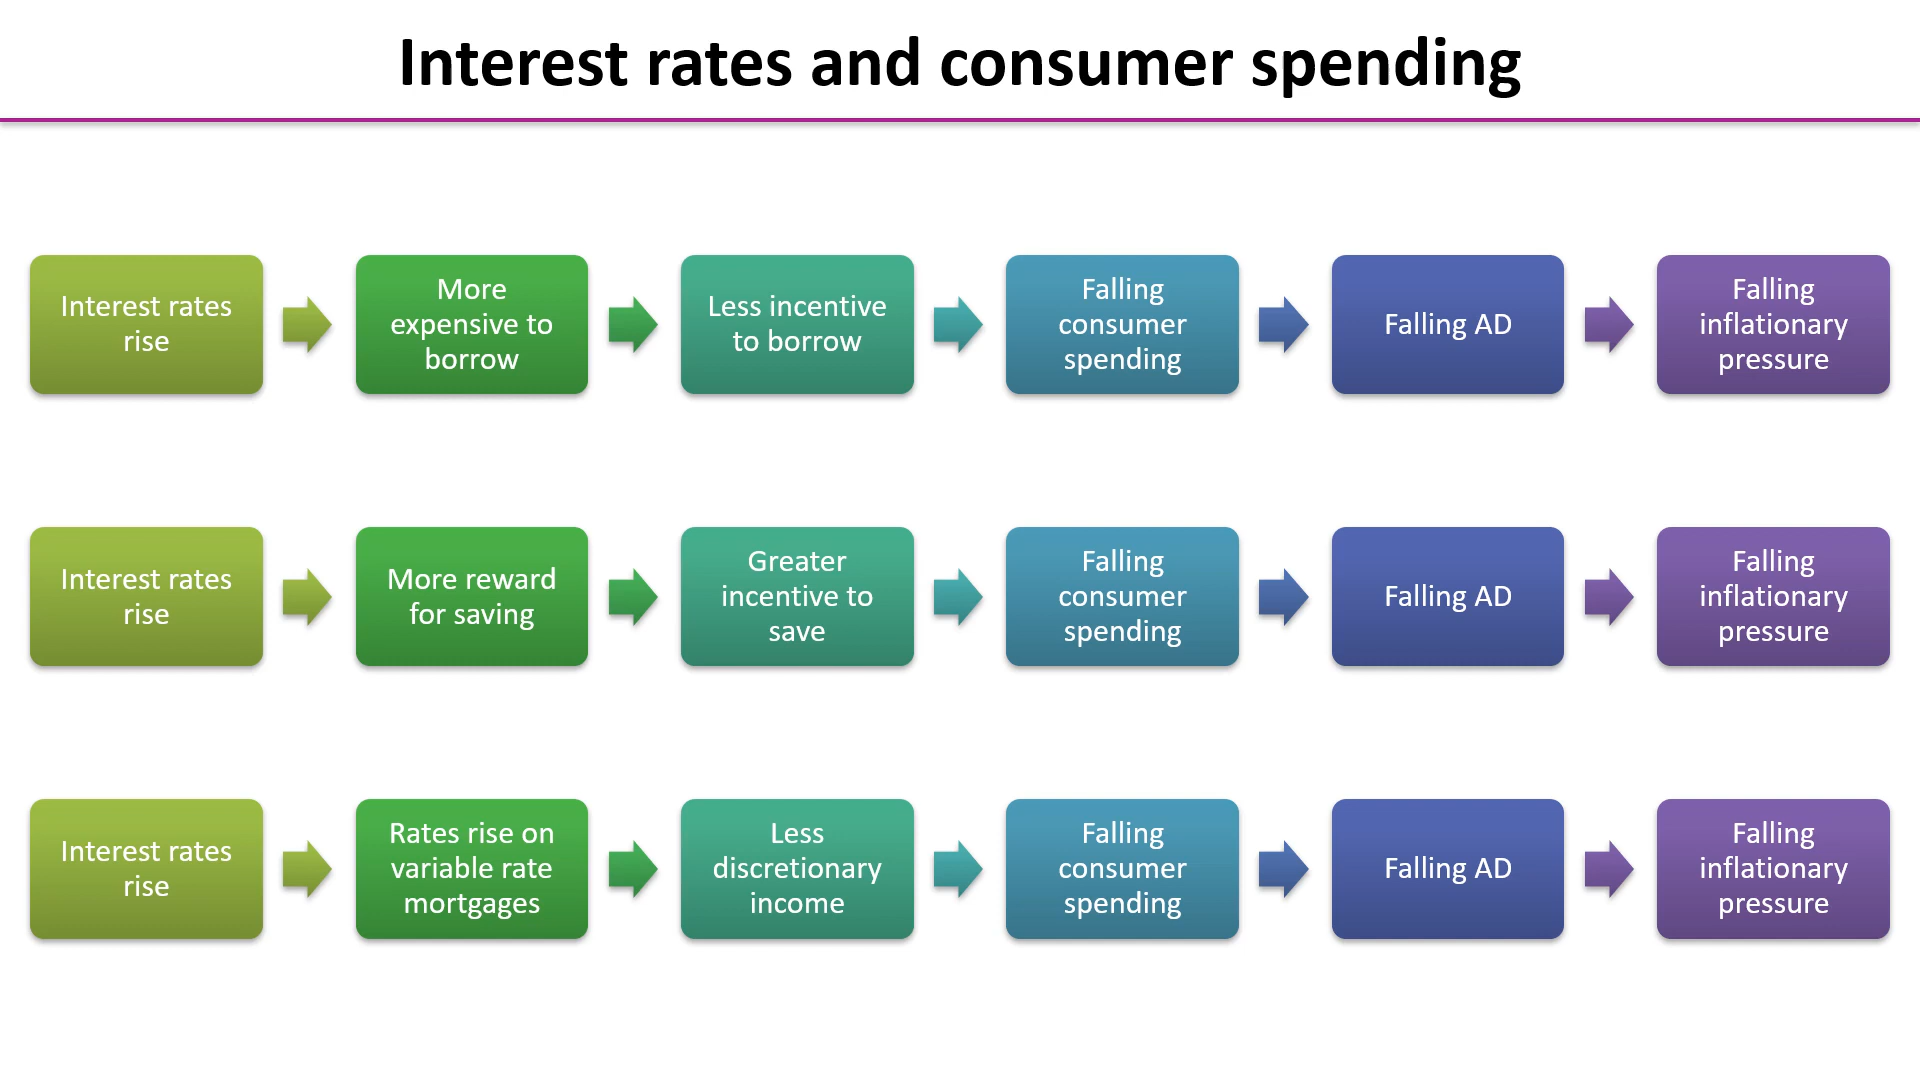 Interest rates and consumer spending
Interest rates
rise
More
expensive to
borrow
Less incentive
to borrow
Falling
consumer
spending
Falling AD
Falling
inflationary
pressure
Interest rates
rise
More reward
for saving
Greater
incentive to
save
Falling
consumer
spending
Falling AD
Falling
inflationary
pressure
Interest rates
rise
Rates rise on
variable rate
mortgages
Less
discretionary
income
Falling
consumer
spending
Falling AD
Falling
inflationary
pressure